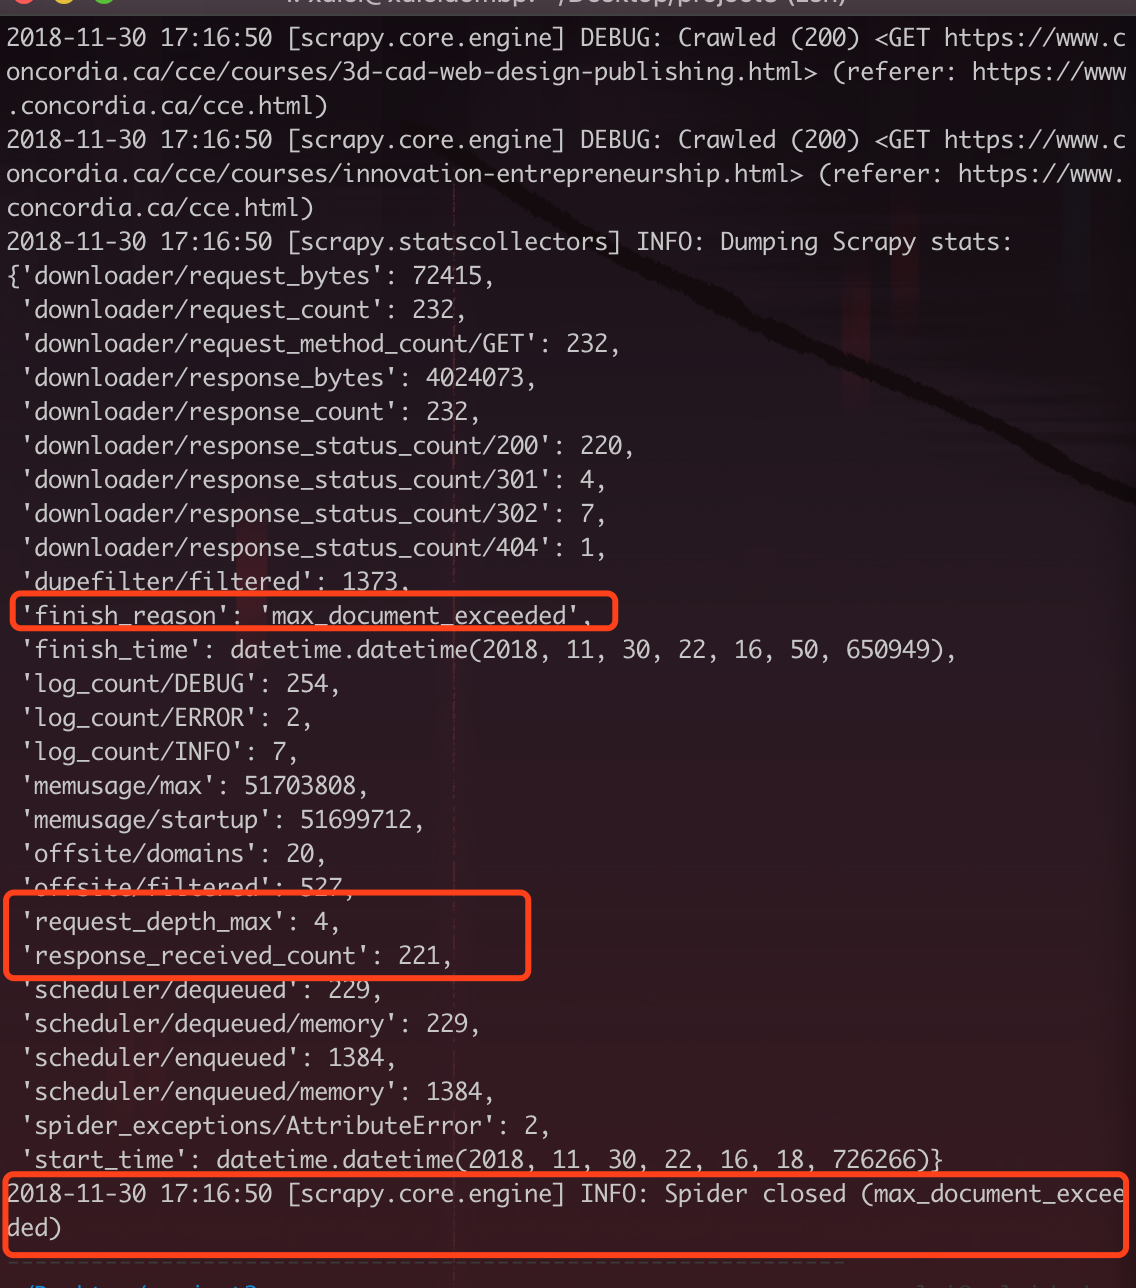 2018-11-30 17:16:50 [scrapy.core.engine] DEBUG: Crawled (200) <GET https://www.c
oncordia.ca/cce/courses/3d-cad-web-design-publishing.html> (referer: https://www
.concordia.ca/cce.html)
2018-11-30 17:16:50 [scrapy.core.engine] DEBUG: Crawled (200) <GET https://www.c
oncordia.ca/cce/courses/innovation-entrepreneurship.html> (referer: https://www.
concordia.ca/cce.html)
2018-11-30 17:16:50 [scrapy.statscollectors] INFO: Dumping Scrapy stats:
{'downloader/request_bytes': 72415,
'downloader/request_count': 232,
'downloader/request_method_count/GET': 232,
'downloader/response_bytes': 4024073,
'downloader/response_count': 232,
'downloader/response_status_count/200': 220,
'downloader/response_status_count/301': 4,
'downloader/response_status_count/302': 7,
'downloader/response_status_count/404': 1,
'dupefilter/filtered': 1373,
'finish_reason': 'max_document_exceeded',
'finish_time': datetime.datetime(2018, 11, 30, 22, 16, 50, 650949),
'log_count/DEBUG': 254,
'log_count/ERROR': 2,
'log_count/INFO': 7,
'memusage/max': 51703808,
'memusage/startup': 51699712,
'offsite/domains': 20,
'offsite/filtered': 527,
'request_depth_max': 4,
'response_received_count': 221,
'scheduler/dequeued': 229,
'scheduler/dequeued/memory': 229,
'scheduler/enqueued': 1384,
'scheduler/enqueued/memory': 1384,
'spider_exceptions/AttributeError': 2,
'start_time': datetime.datetime(2018, 11, 30, 22, 16, 18, 726266)}
2018-11-30 17:16:50 [scrapy.core.engine] INFO: Spider closed (max_document_excee
ded)